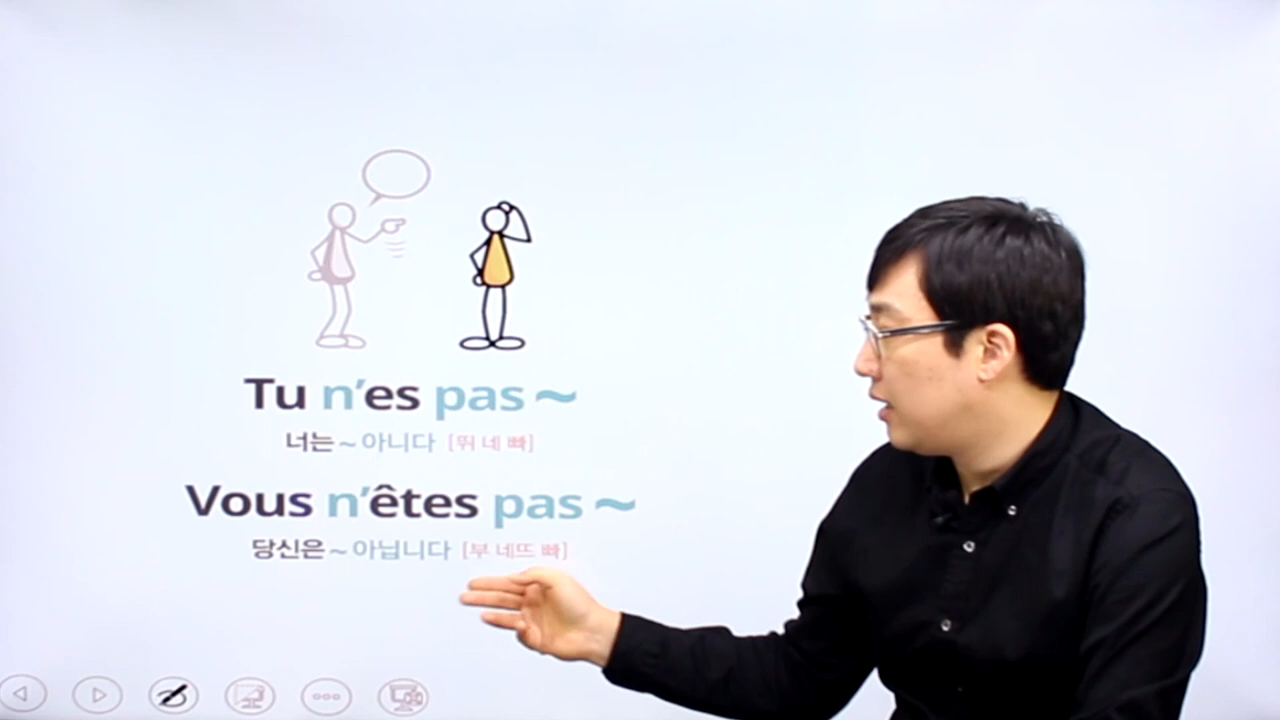 Tu n'es pas ~
너는 ~ 아니다 [뛰 네 빠]
Vous n'êtes pas ~
당신은 ~ 아닙니다 [부 네뜨 빠]